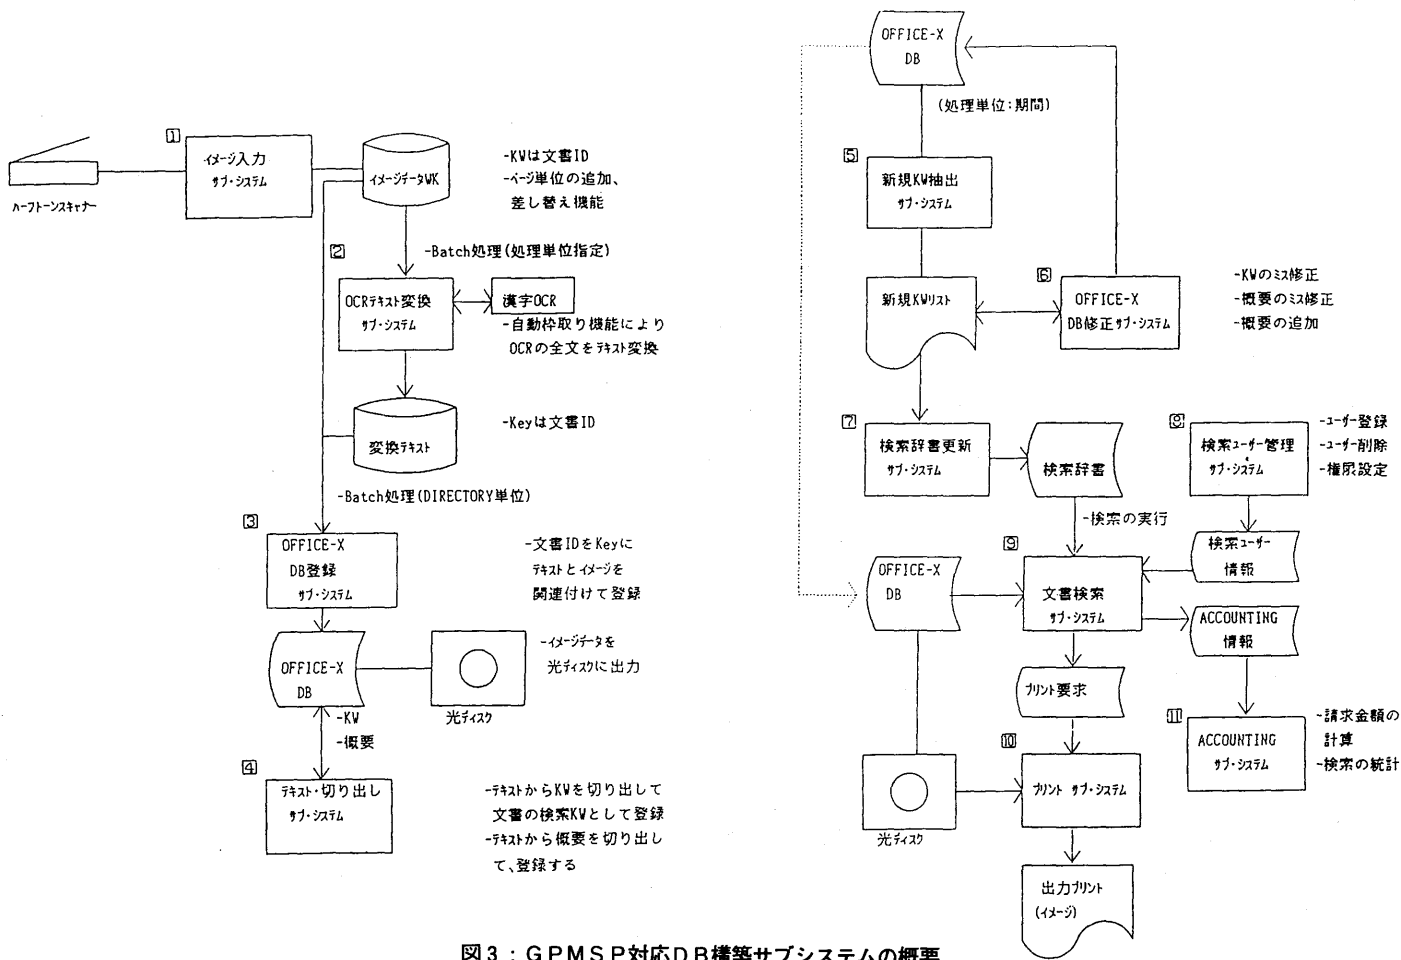 1
イメージ入力
サブ・システム
ハーフトーンスキャナー
イメージデータWK
-KWは文書ID
-ページ単位の追加、
差し替え機能
2
-Batch処理(処理単位指定)
OCRテキスト変換
サブ・システム
漢字OCR
-自動枠取り機能により
OCRの全文をテキスト変換
変換テキスト
-Keyは文書ID
-Batch処理(DIRECTORY単位)
3
OFFICE-X
DB登録
サブ・システム
-文書IDをKeyに
テキストとイメージを
関連付けて登録
OFFICE-X
DB
-イメージデータを
光ディスクに出力
光ディスク
-KW
-概要
4
テキスト・切り出し
サブ・システム
-テキストからKWを切り出して
文書の検索KWとして登録
-テキストから概要を切り出し
て、登録する
OFFICE-X
DB
(処理単位:期間)
5
新規KW抽出
サブ・システム
新規KWリスト
6
OFFICE-X
DB修正サブ・システム
-KWのミス修正
-概要のミス修正
-概要の追加
7
検索辞書更新
サブ・システム
検索辞書
-検索の実行
8
検索ユーザー管理
サブ・システム
-ユーザー登録
-ユーザー削除
-権限設定
検索ユーザー
情報
OFFICE-X
DB
9
文書検索
サブ・システム
ACCOUNTING
情報
プリント要求
光ディスク
10
プリント サブ・システム
11
ACCOUNTING
サブ・システム
-請求金額の
計算
-検索の統計
出力プリント
(イメージ)
図3：GPMSP対応DB構築サブシステムの概要